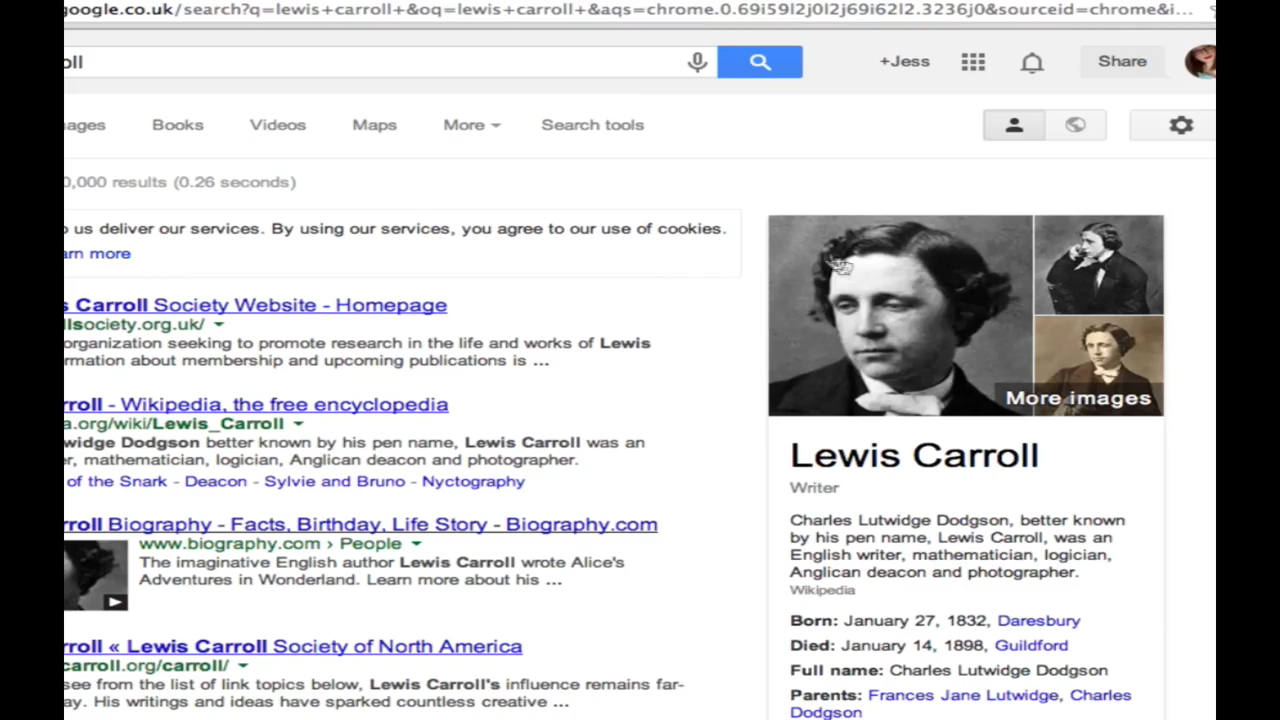 google.co.uk/search?q=lewis+carroll+&oq=lewis+carroll+&aqs=chrome.0.69i59l2j0l2j69i62l2.3236j0&sourceid=chrome&i...
oll
+Jess
Share
ages
Books
Videos
Maps
More
Search tools
0,000 results (0.26 seconds)
o us deliver our services. By using our services, you agree to our use of cookies.
arn more
s Carroll Society Website - Homepage
llsociety.org.uk/
organization seeking to promote research in the life and works of Lewis
rmation about membership and upcoming publications is ...
rroll - Wikipedia, the free encyclopedia
a.org/wiki/Lewis_Carroll
widge Dodgson better known by his pen name, Lewis Carroll was an
er, mathematician, logician, Anglican deacon and photographer.
of the Snark - Deacon - Sylvie and Bruno - Nyctography
rroll Biography - Facts, Birthday, Life Story - Biography.com
www.biography.com › People
The imaginative English author Lewis Carroll wrote Alice's
Adventures in Wonderland. Learn more about his ...
rroll « Lewis Carroll Society of North America
carroll.org/carroll/
see from the list of link topics below, Lewis Carroll's influence remains far-
ay. His writings and ideas have sparked countless creative ...
More images
Lewis Carroll
Writer
Charles Lutwidge Dodgson, better known
by his pen name, Lewis Carroll, was an
English writer, mathematician, logician,
Anglican deacon and photographer.
Wikipedia
Born: January 27, 1832, Daresbury
Died: January 14, 1898, Guildford
Full name: Charles Lutwidge Dodgson
Parents: Frances Jane Lutwidge, Charles
Dodgson